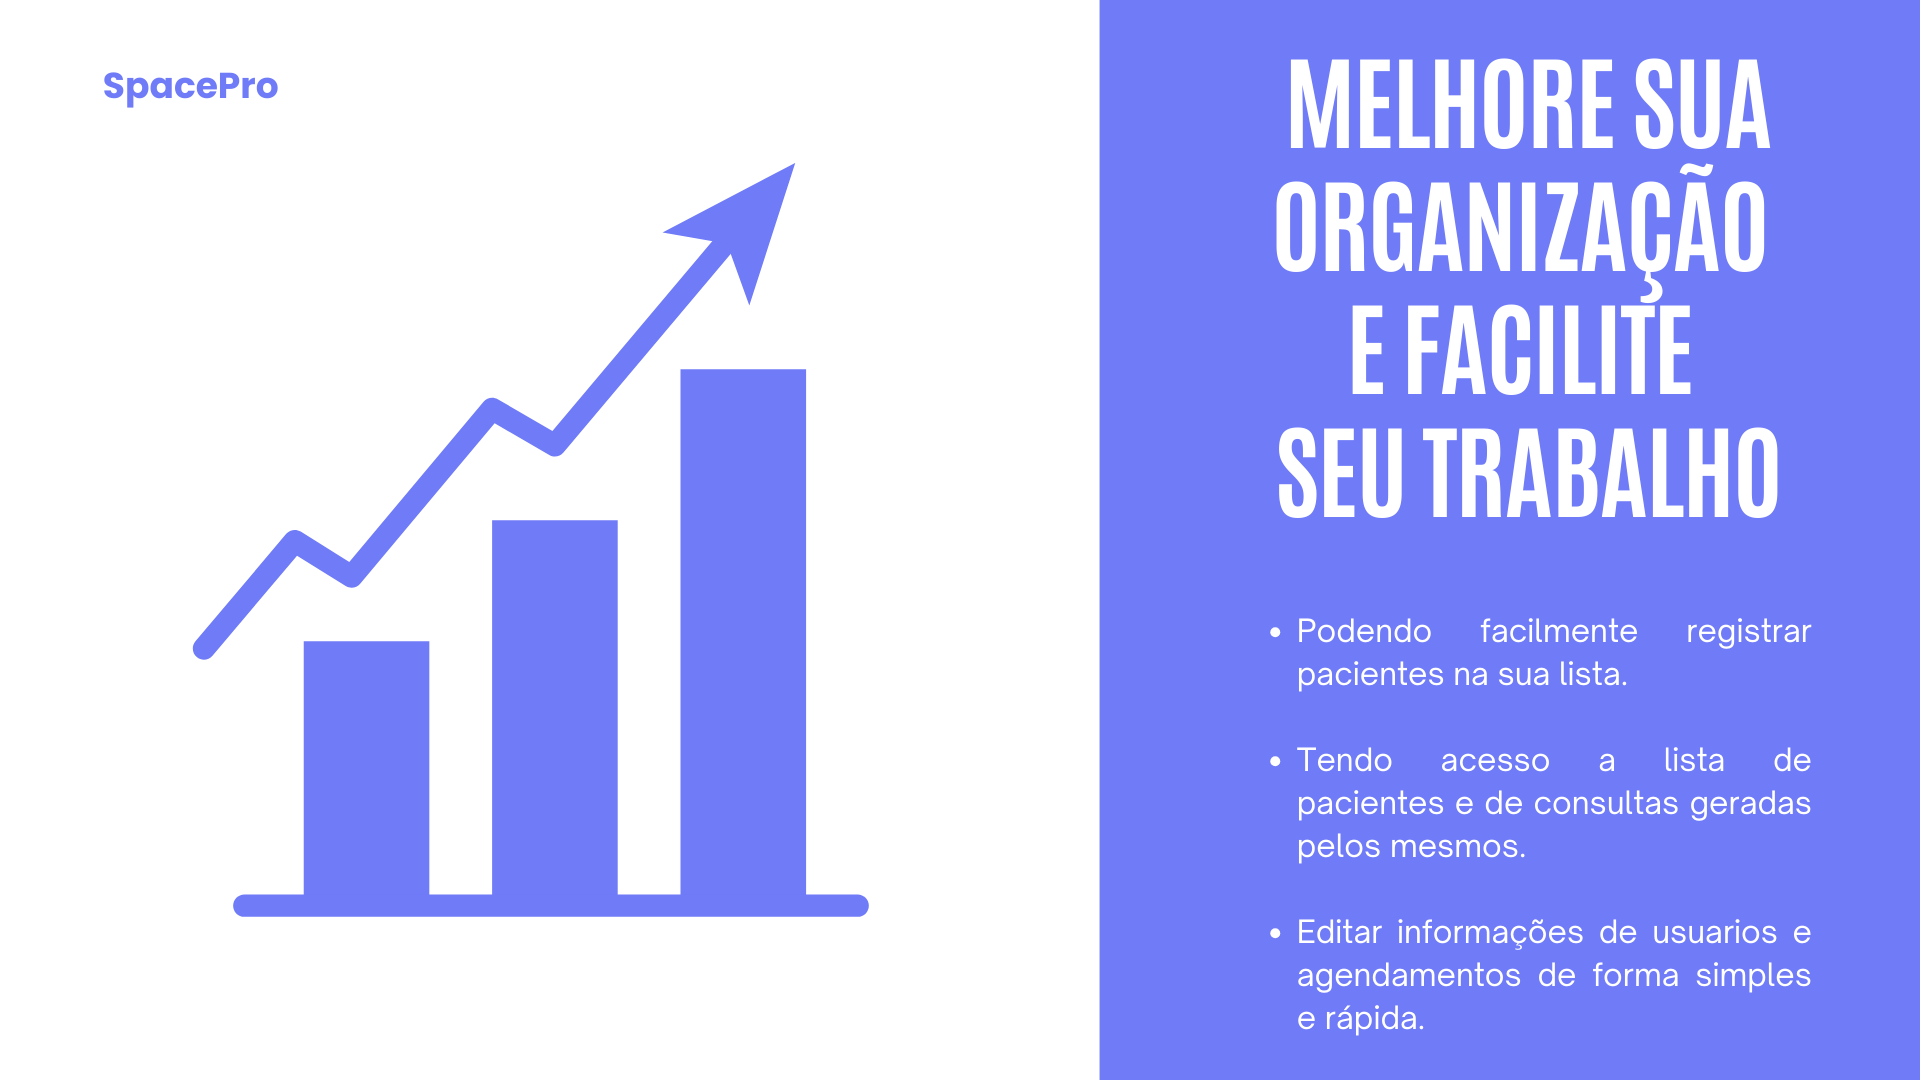 SpacePro
MELHORE SUA
ORGANIZAÇÃO
E FACILITE
SEU TRABALHO
• Podendo facilmente registrar
pacientes na sua lista.
• Tendo acesso a lista de
pacientes e de consultas geradas
pelos mesmos.
• Editar informações de usuarios e
agendamentos de forma simples
e rápida.